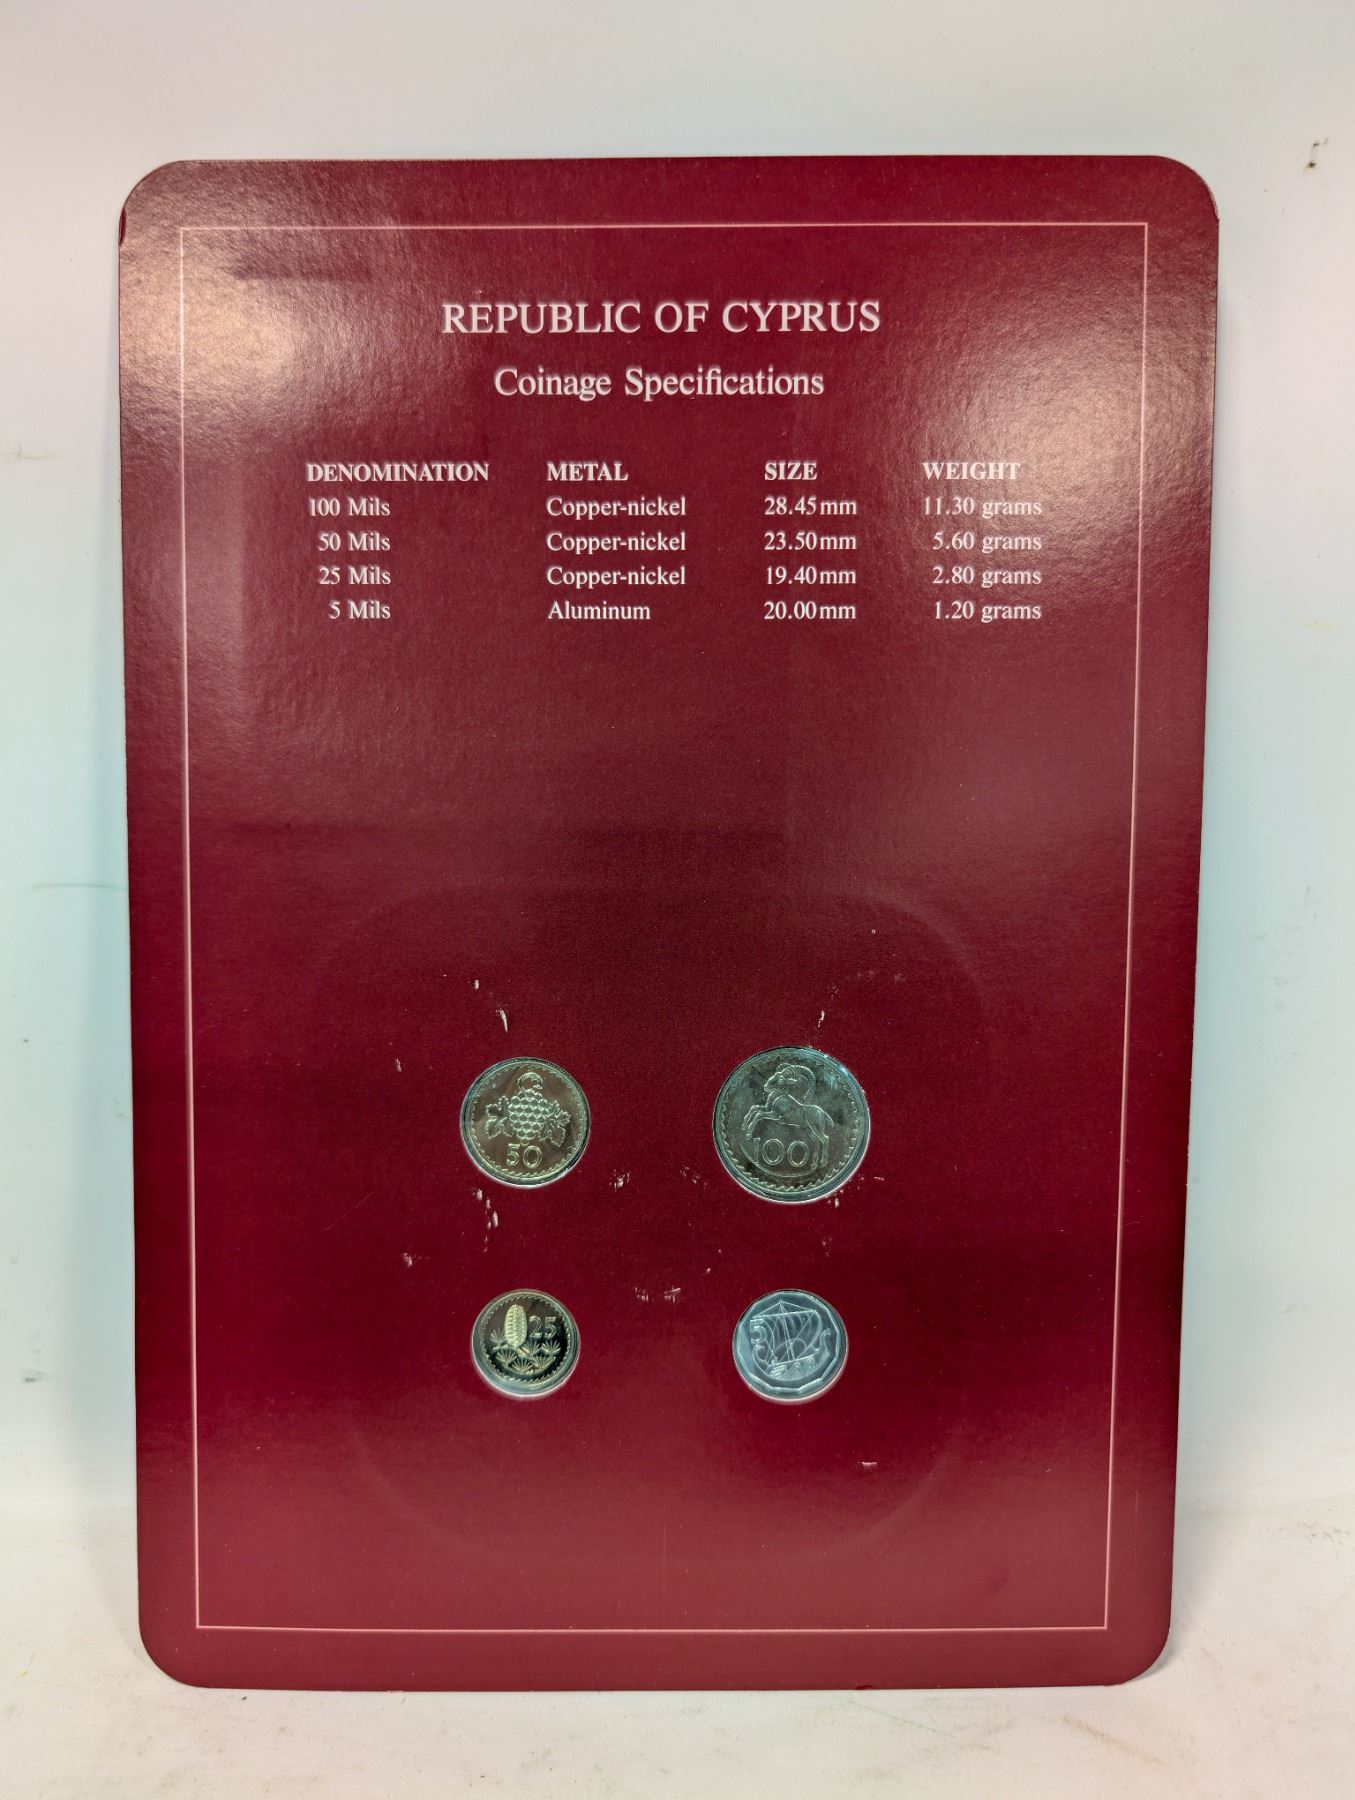 REPUBLIC OF CYPRUS
Coinage Specifications
DENOMINATION METAL SIZE WEIGHT
100 Mils Copper-nickel 28.45mm 11.30 grams
50 Mils Copper-nickel 23.50mm 5.60 grams
25 Mils Copper-nickel 19.40mm 2.80 grams
5 Mils Aluminum 20.00mm 1.20 grams
50
100
25
5